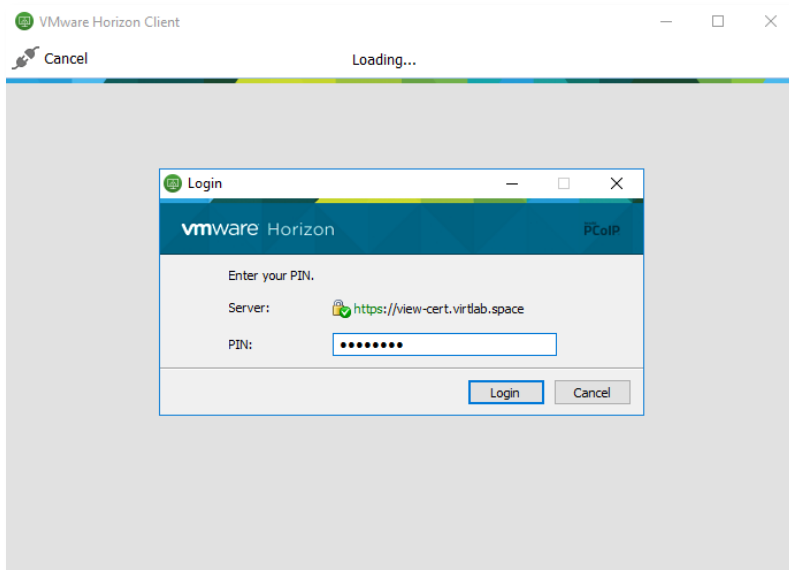 VMware Horizon Client
Cancel Loading...
Login
vmware Horizon PCoIP
Enter your PIN.
Server: https://view-cert.virtlab.space
PIN: ••••••••
Login Cancel